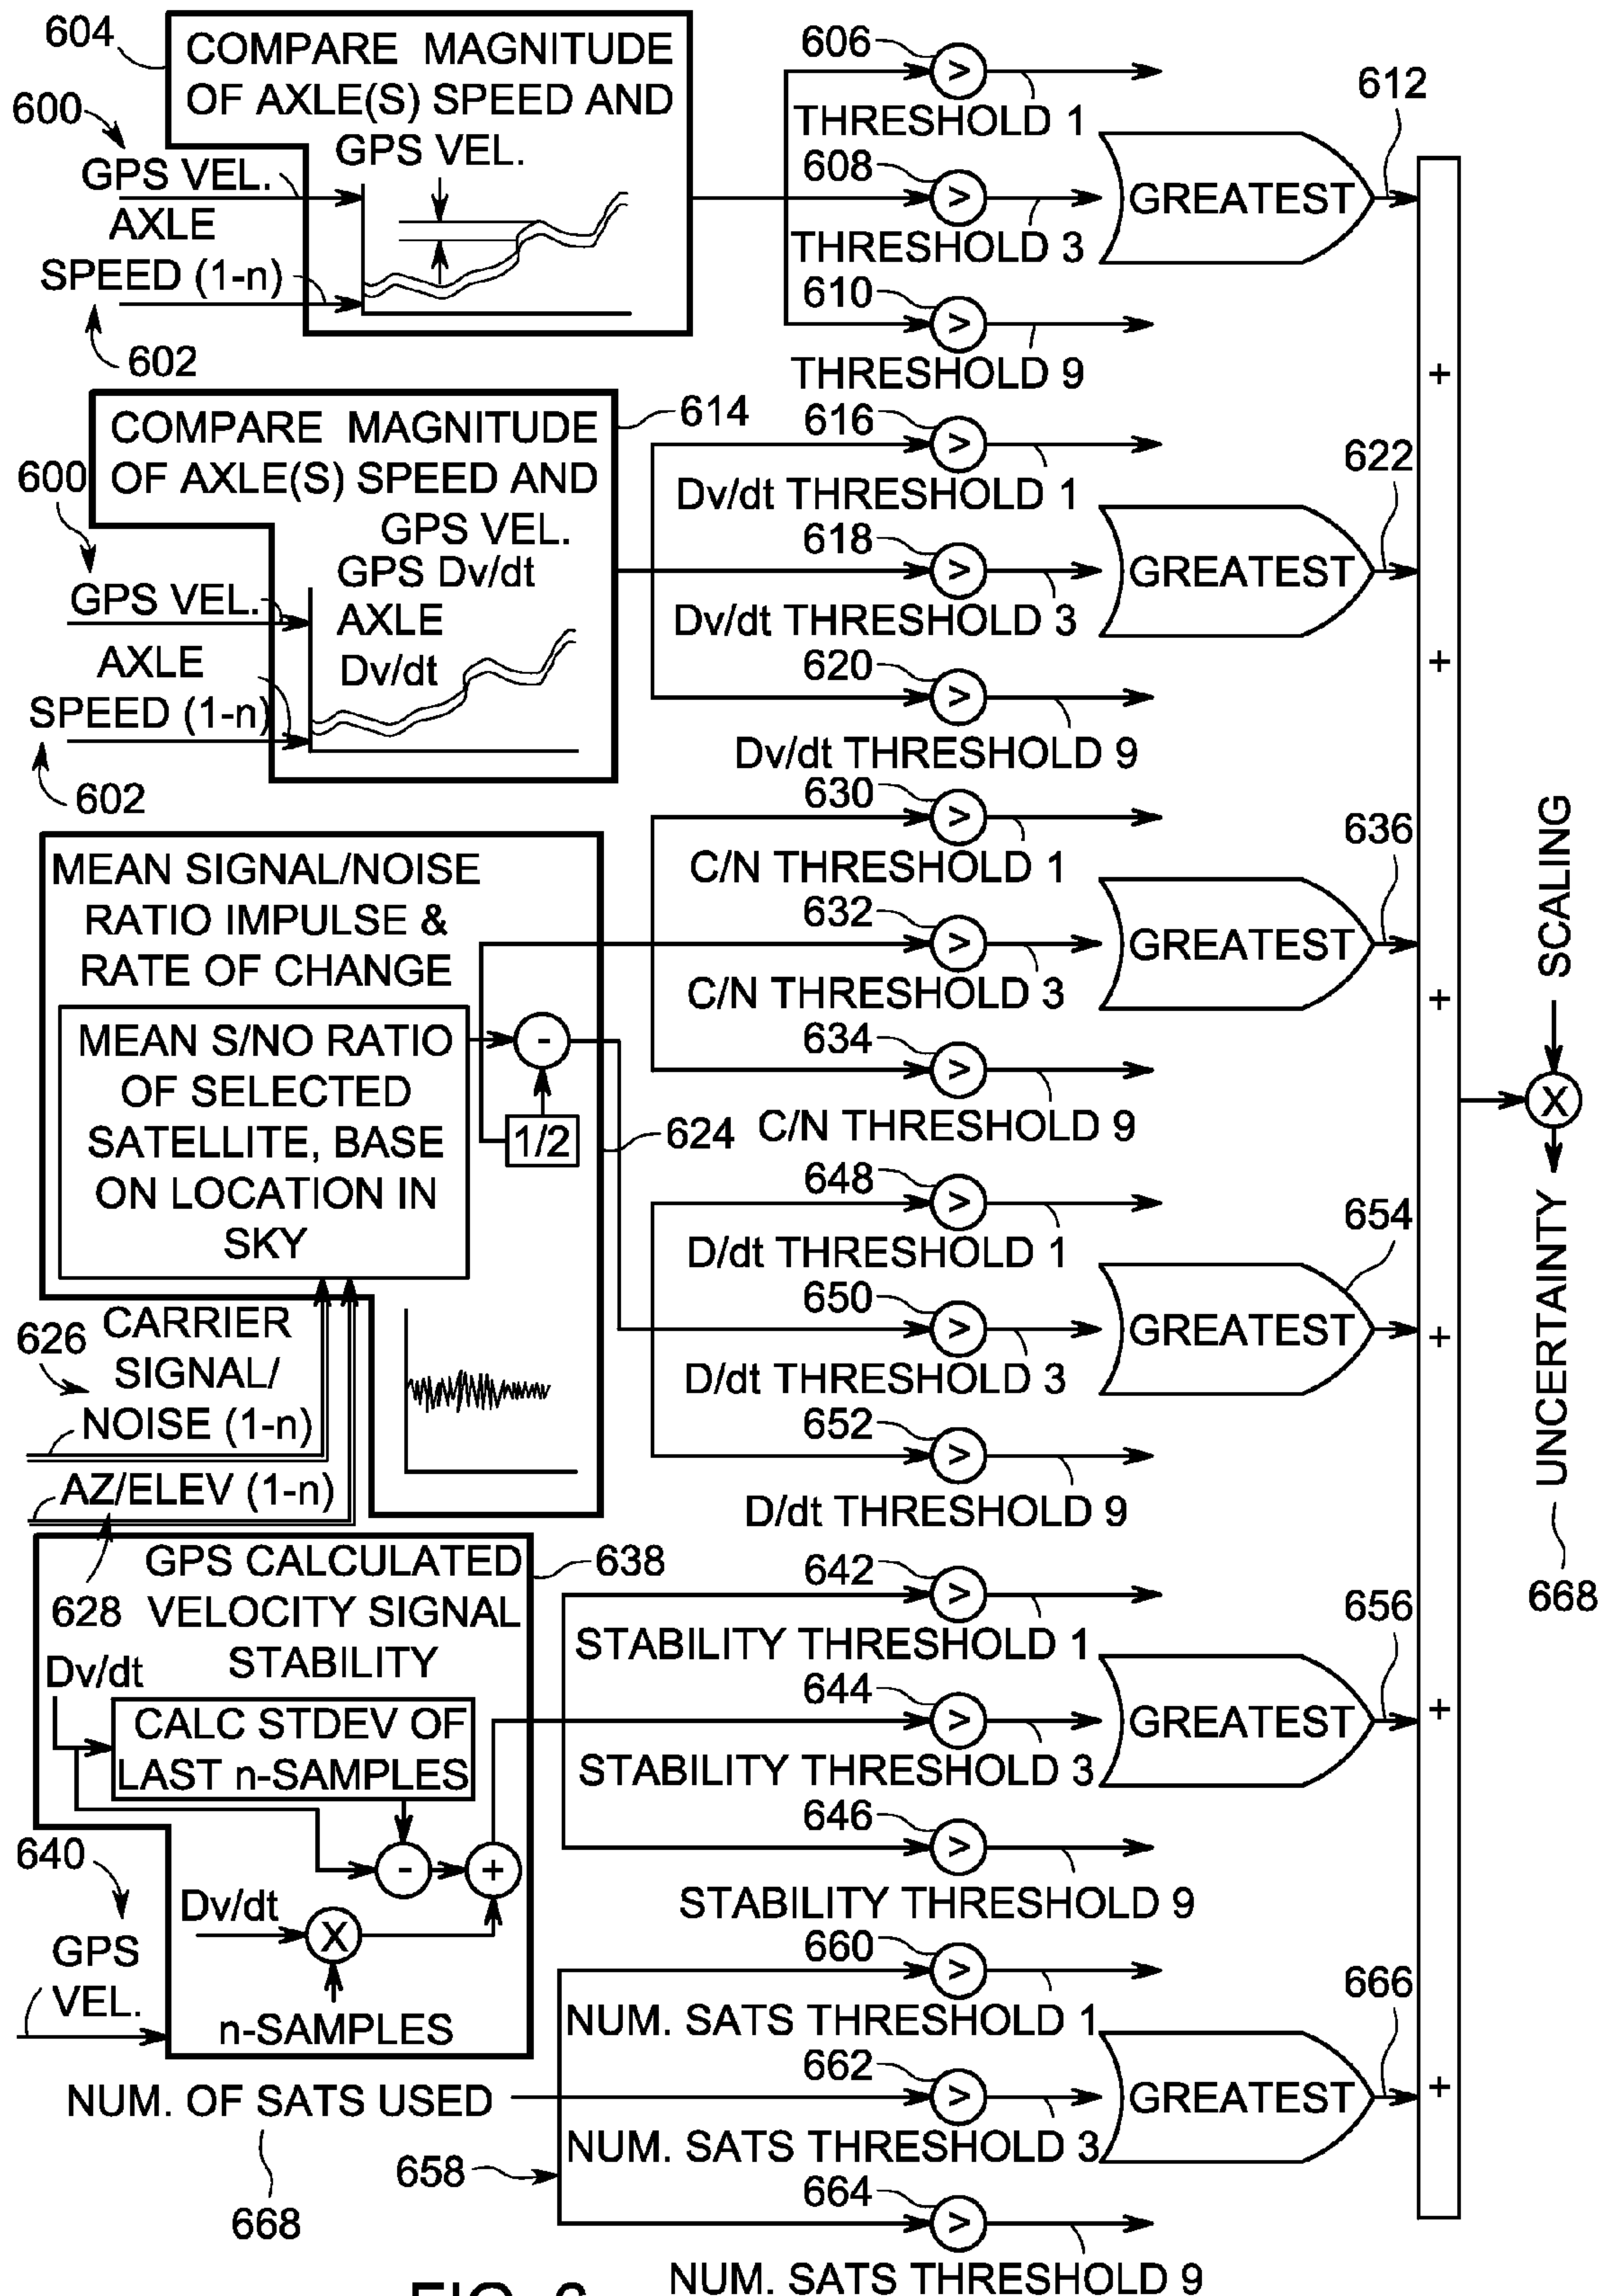 604
COMPARE MAGNITUDE
OF AXLE(S) SPEED AND
GPS VEL.
600
GPS VEL.
AXLE
SPEED (1-n)
602
606
>
THRESHOLD 1
608
>
THRESHOLD 3
610
>
THRESHOLD 9
GREATEST
612
+
COMPARE MAGNITUDE
OF AXLE(S) SPEED AND
GPS VEL.
614
600
GPS Dv/dt
AXLE
Dv/dt
GPS VEL.
AXLE
SPEED (1-n)
602
616
>
Dv/dt THRESHOLD 1
618
>
Dv/dt THRESHOLD 3
620
>
Dv/dt THRESHOLD 9
GREATEST
622
+
MEAN SIGNAL/NOISE
RATIO IMPULSE &
RATE OF CHANGE
MEAN S/NO RATIO
OF SELECTED
SATELLITE, BASE
ON LOCATION IN
SKY
-
1/2
624
626
CARRIER
SIGNAL/
NOISE (1-n)
AZ/ELEV (1-n)
628
630
>
C/N THRESHOLD 1
632
>
C/N THRESHOLD 3
634
>
C/N THRESHOLD 9
GREATEST
636
+
648
>
D/dt THRESHOLD 1
650
>
D/dt THRESHOLD 3
652
>
D/dt THRESHOLD 9
GREATEST
654
+
GPS CALCULATED
VELOCITY SIGNAL
STABILITY
638
Dv/dt
CALC STDEV OF
LAST n-SAMPLES
-
+
Dv/dt
X
n-SAMPLES
640
GPS
VEL.
642
>
STABILITY THRESHOLD 1
644
>
STABILITY THRESHOLD 3
646
>
STABILITY THRESHOLD 9
GREATEST
656
+
NUM. OF SATS USED
668
658
660
>
NUM. SATS THRESHOLD 1
662
>
NUM. SATS THRESHOLD 3
664
>
NUM. SATS THRESHOLD 9
GREATEST
666
+
SCALING
X
UNCERTAINTY
668